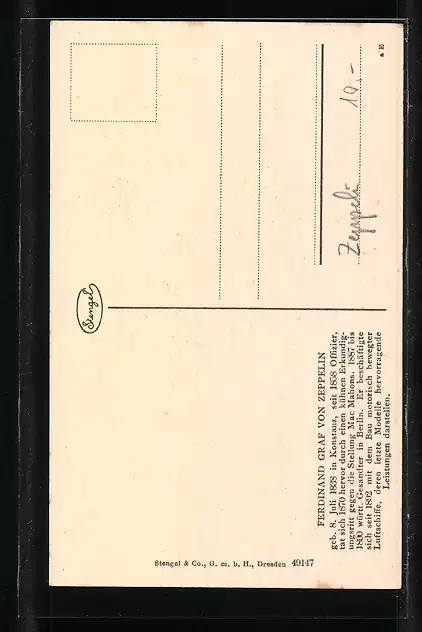 FERDINAND GRAF VON ZEPPELIN
geb. 8. Juli 1838 in Konstanz, seit 1858 Offizier,
tat sich 1870 hervor durch einen kühnen Erkundig-
ungsritt gegen die Stellung Mac Mahons. 1887 bis
1890 württ. Gesandter in Berlin. Er beschäftigte
sich seit 1892 mit dem Bau motorisch bewegter
Luftschiffe, deren letzte Modelle hervorragende
Leistungen darstellen.
Stengel
Zeppelin 10,-
a E
Stengel & Co., G. m. b. H., Dresden 49147